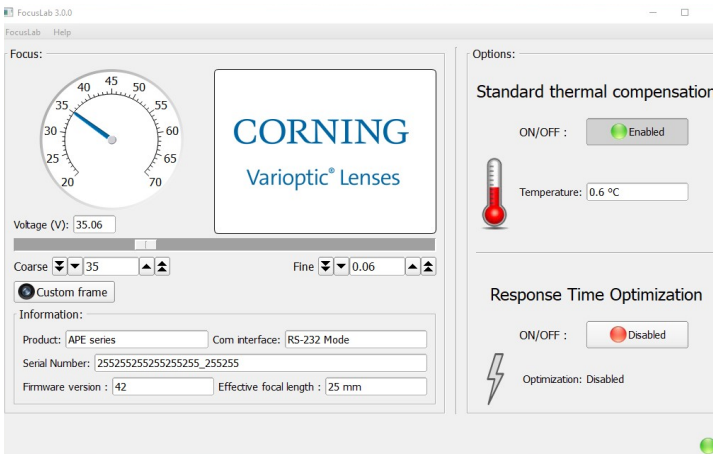 FocusLab 3.0.0
FocusLab Help
Focus:
20 25 30 35 40 45 50 55 60 65 70
CORNING
Varioptic® Lenses
Voltage (V): 35.06
Coarse 35 Fine 0.06
Custom frame
Information:
Product: APE series Com interface: RS-232 Mode
Serial Number: 255255255255255255_255255
Firmware version : 42 Effective focal length : 25 mm
Options:
Standard thermal compensation
ON/OFF : Enabled
Temperature: 0.6 °C
Response Time Optimization
ON/OFF : Disabled
Optimization: Disabled